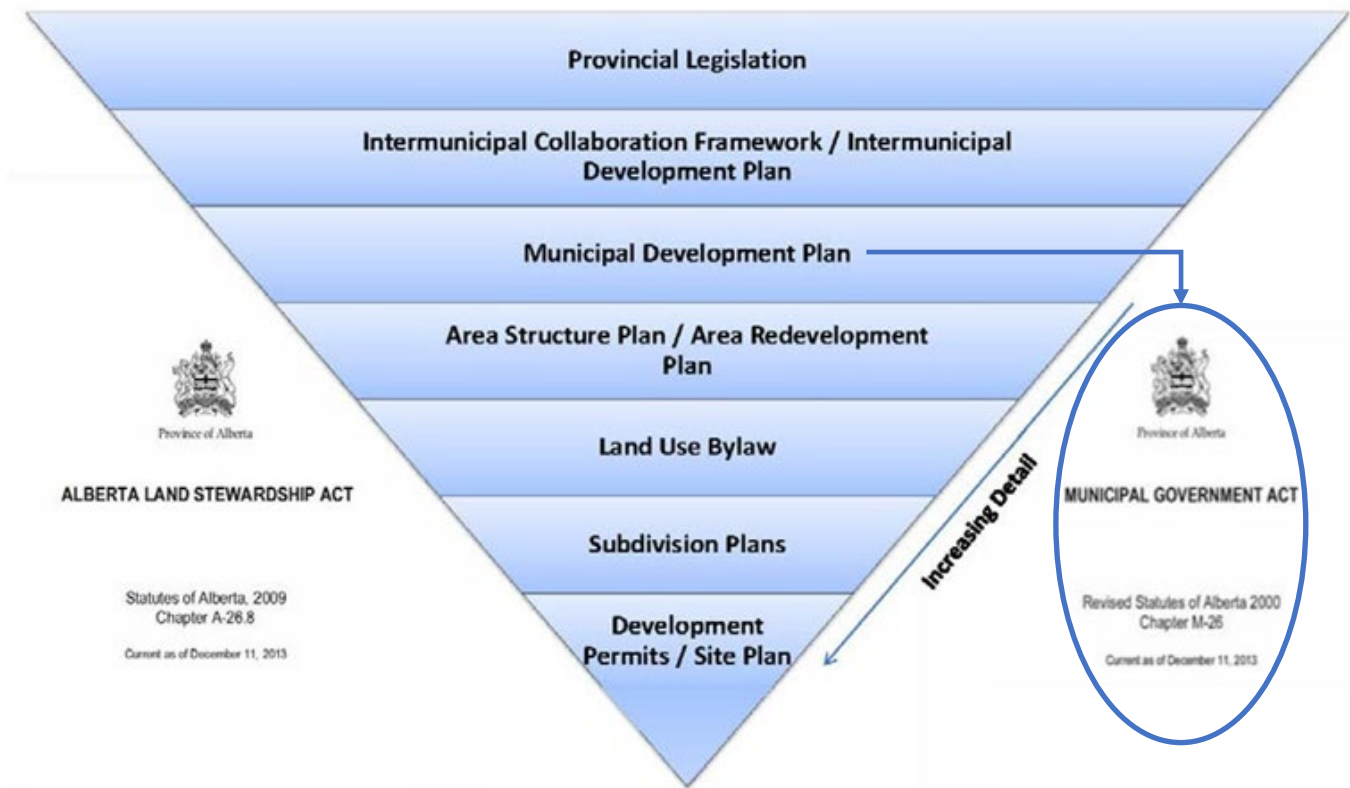 Provincial Legislation
Intermunicipal Collaboration Framework / Intermunicipal
Development Plan
Municipal Development Plan
Area Structure Plan / Area Redevelopment
Plan
Land Use Bylaw
Subdivision Plans
Development
Permits / Site Plan
Increasing Detail
Province of Alberta
ALBERTA LAND STEWARDSHIP ACT
Statutes of Alberta, 2009
Chapter A-26.8
Current as of December 11, 2013
Province of Alberta
MUNICIPAL GOVERNMENT ACT
Revised Statutes of Alberta 2000
Chapter M-26
Current as of December 11, 2013